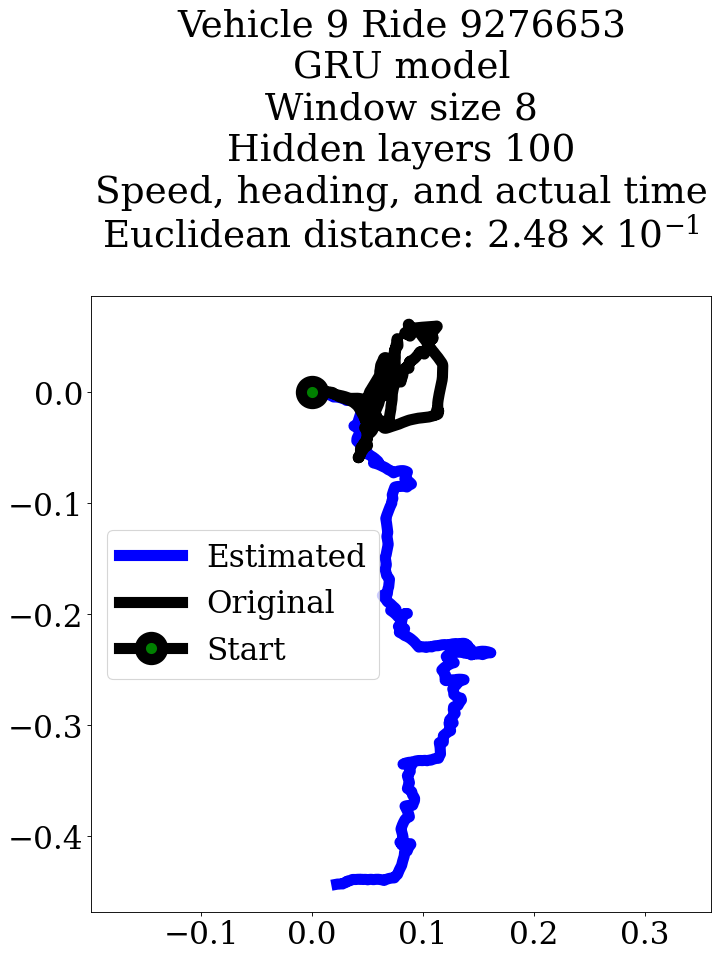 Vehicle 9 Ride 9276653
GRU model
Window size 8
Hidden layers 100
Speed, heading, and actual time
Euclidean distance: 2.48 × 10⁻¹
0.0
−0.1
−0.2
−0.3
−0.4
Estimated
Original
Start
−0.1 0.0 0.1 0.2 0.3